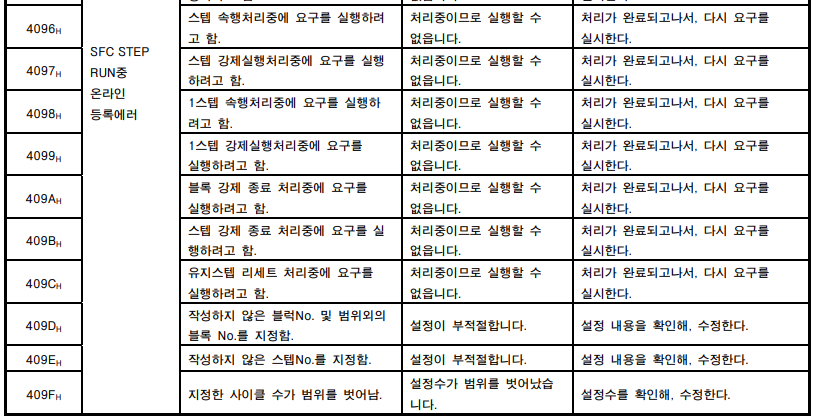 4096H
SFC STEP
RUN중
온라인
등록에러
스텝 속행처리중에 요구를 실행하려
고 함.
처리중이므로 실행할 수
없읍니다.
처리가 완료되고나서, 다시 요구를
실시한다.
4097H
스텝 강제실행처리중에 요구를 실행
하려고 함.
처리중이므로 실행할 수
없읍니다.
처리가 완료되고나서, 다시 요구를
실시한다.
4098H
1스텝 속행처리중에 요구를 실행하
려고 함.
처리중이므로 실행할 수
없읍니다.
처리가 완료되고나서, 다시 요구를
실시한다.
4099H
1스텝 강제실행처리중에 요구를
실행하려고 함.
처리중이므로 실행할 수
없읍니다.
처리가 완료되고나서, 다시 요구를
실시한다.
409AH
블록 강제 종료 처리중에 요구를
실행하려고 함.
처리중이므로 실행할 수
없읍니다.
처리가 완료되고나서, 다시 요구를
실시한다.
409BH
스텝 강제 종료 처리중에 요구를 실
행하려고 함.
처리중이므로 실행할 수
없읍니다.
처리가 완료되고나서, 다시 요구를
실시한다.
409CH
유지스텝 리세트 처리중에 요구를
실행하려고 함.
처리중이므로 실행할 수
없읍니다.
처리가 완료되고나서, 다시 요구를
실시한다.
409DH
작성하지 않은 블럭No. 및 범위외의
블록 No.를 지정함.
설정이 부적절합니다.
설정 내용을 확인해, 수정한다.
409EH
작성하지 않은 스텝No.를 지정함.
설정이 부적절합니다.
설정 내용을 확인해, 수정한다.
409FH
지정한 사이클 수가 범위를 벗어남.
설정수가 범위를 벗어났습
니다.
설정수를 확인해, 수정한다.